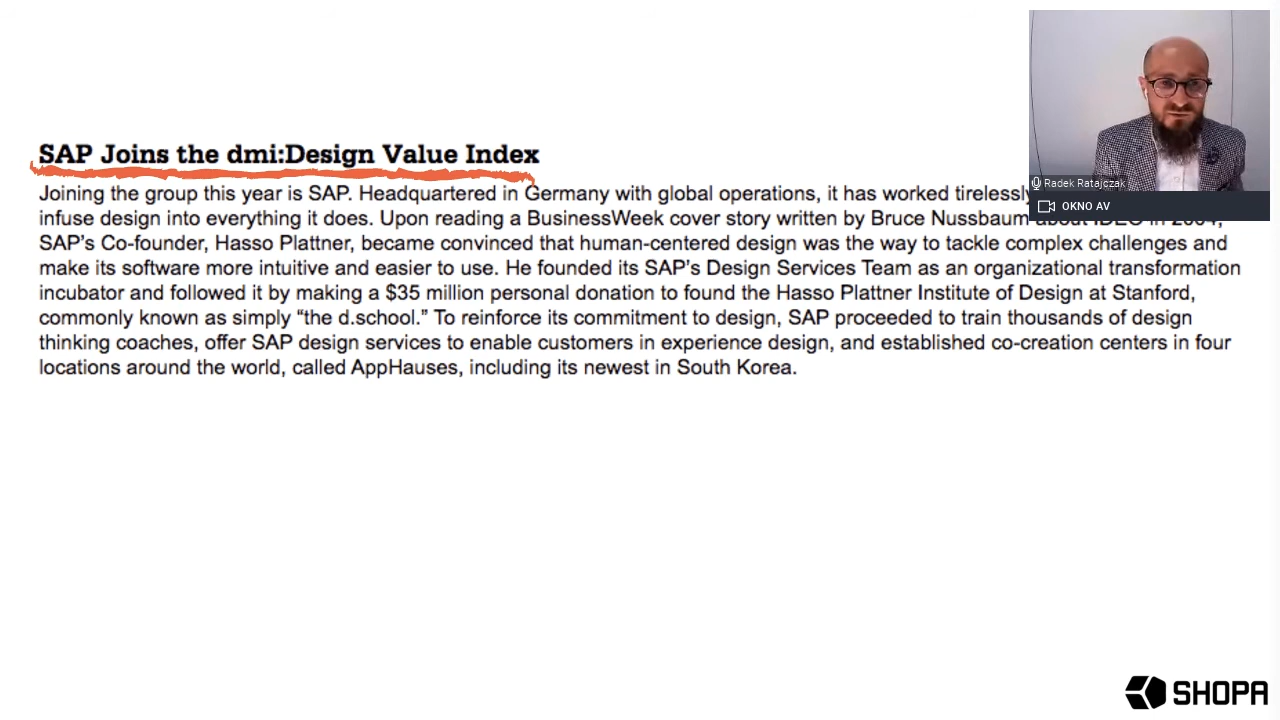 SAP Joins the dmi:Design Value Index
Joining the group this year is SAP. Headquartered in Germany with global operations, it has worked tirelessly
infuse design into everything it does. Upon reading a BusinessWeek cover story written by Bruce Nussbaum about IDEO in 2004,
SAP’s Co-founder, Hasso Plattner, became convinced that human-centered design was the way to tackle complex challenges and
make its software more intuitive and easier to use. He founded its SAP’s Design Services Team as an organizational transformation
incubator and followed it by making a $35 million personal donation to found the Hasso Plattner Institute of Design at Stanford,
commonly known as simply “the d.school.” To reinforce its commitment to design, SAP proceeded to train thousands of design
thinking coaches, offer SAP design services to enable customers in experience design, and established co-creation centers in four
locations around the world, called AppHauses, including its newest in South Korea.
Radek Ratajczak
OKNO AV
SHOPA